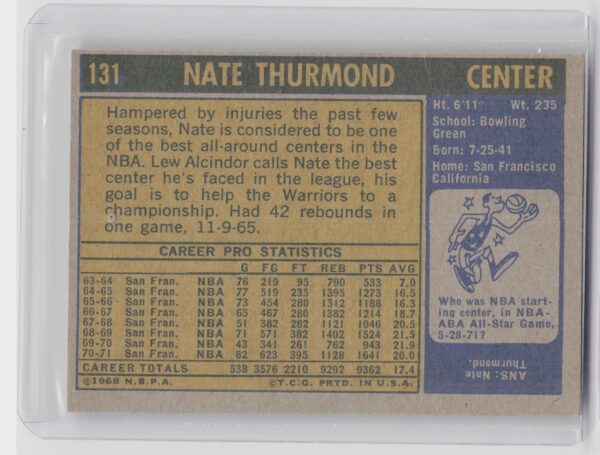 131 NATE THURMOND CENTER
Hampered by injuries the past few
seasons, Nate is considered to be one
of the best all-around centers in the
NBA. Lew Alcindor calls Nate the best
center he's faced in the league, his
goal is to help the Warriors to a
championship. Had 42 rebounds in
one game, 11-9-65.
CAREER PRO STATISTICS
G FG FT REB PTS AVG
63-64 San Fran. NBA 76 219 95 790 533 7.0
64-65 San Fran. NBA 77 519 235 1395 1273 16.5
65-66 San Fran. NBA 73 454 280 1312 1188 16.3
66-67 San Fran. NBA 65 467 280 1382 1214 18.7
67-68 San Fran. NBA 51 382 282 1121 1046 20.5
68-69 San Fran. NBA 71 571 382 1402 1524 21.5
69-70 San Fran. NBA 43 341 261 762 943 21.9
70-71 San Fran. NBA 82 623 395 1128 1641 20.0
CAREER TOTALS 538 3576 2210 9292 9362 17.4
©1968 N.B.P.A. ©T.C.G. PRTD. IN U.S.A.
Ht. 6'11" Wt. 235
School: Bowling
Green
Born: 7-25-41
Home: San Francisco
California
Who was NBA start-
ing center, in NBA-
ABA All-Star Game,
5-28-71?
ANS: Nate
Thurmond.